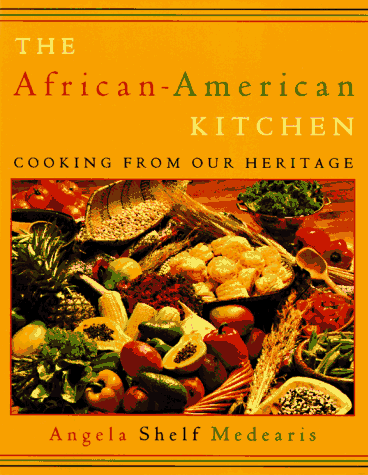 THE
African-American
KITCHEN
COOKING FROM OUR HERITAGE
Angela Shelf Medearis